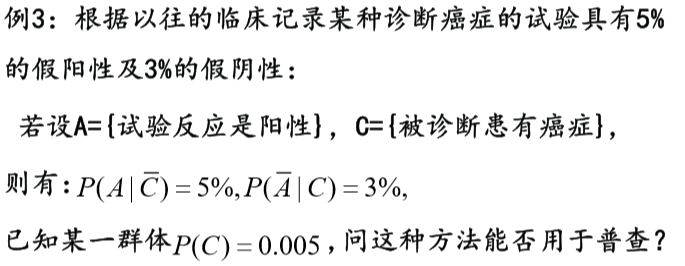 例3：根据以往的临床记录某种诊断癌症的试验具有5%
的假阳性及3%的假阴性：
若设A={试验反应是阳性}，C={被诊断患有癌症}，
则有：P(A|C̅)=5%,P(A̅|C)=3%,
已知某一群体P(C)=0.005，问这种方法能否用于普查？